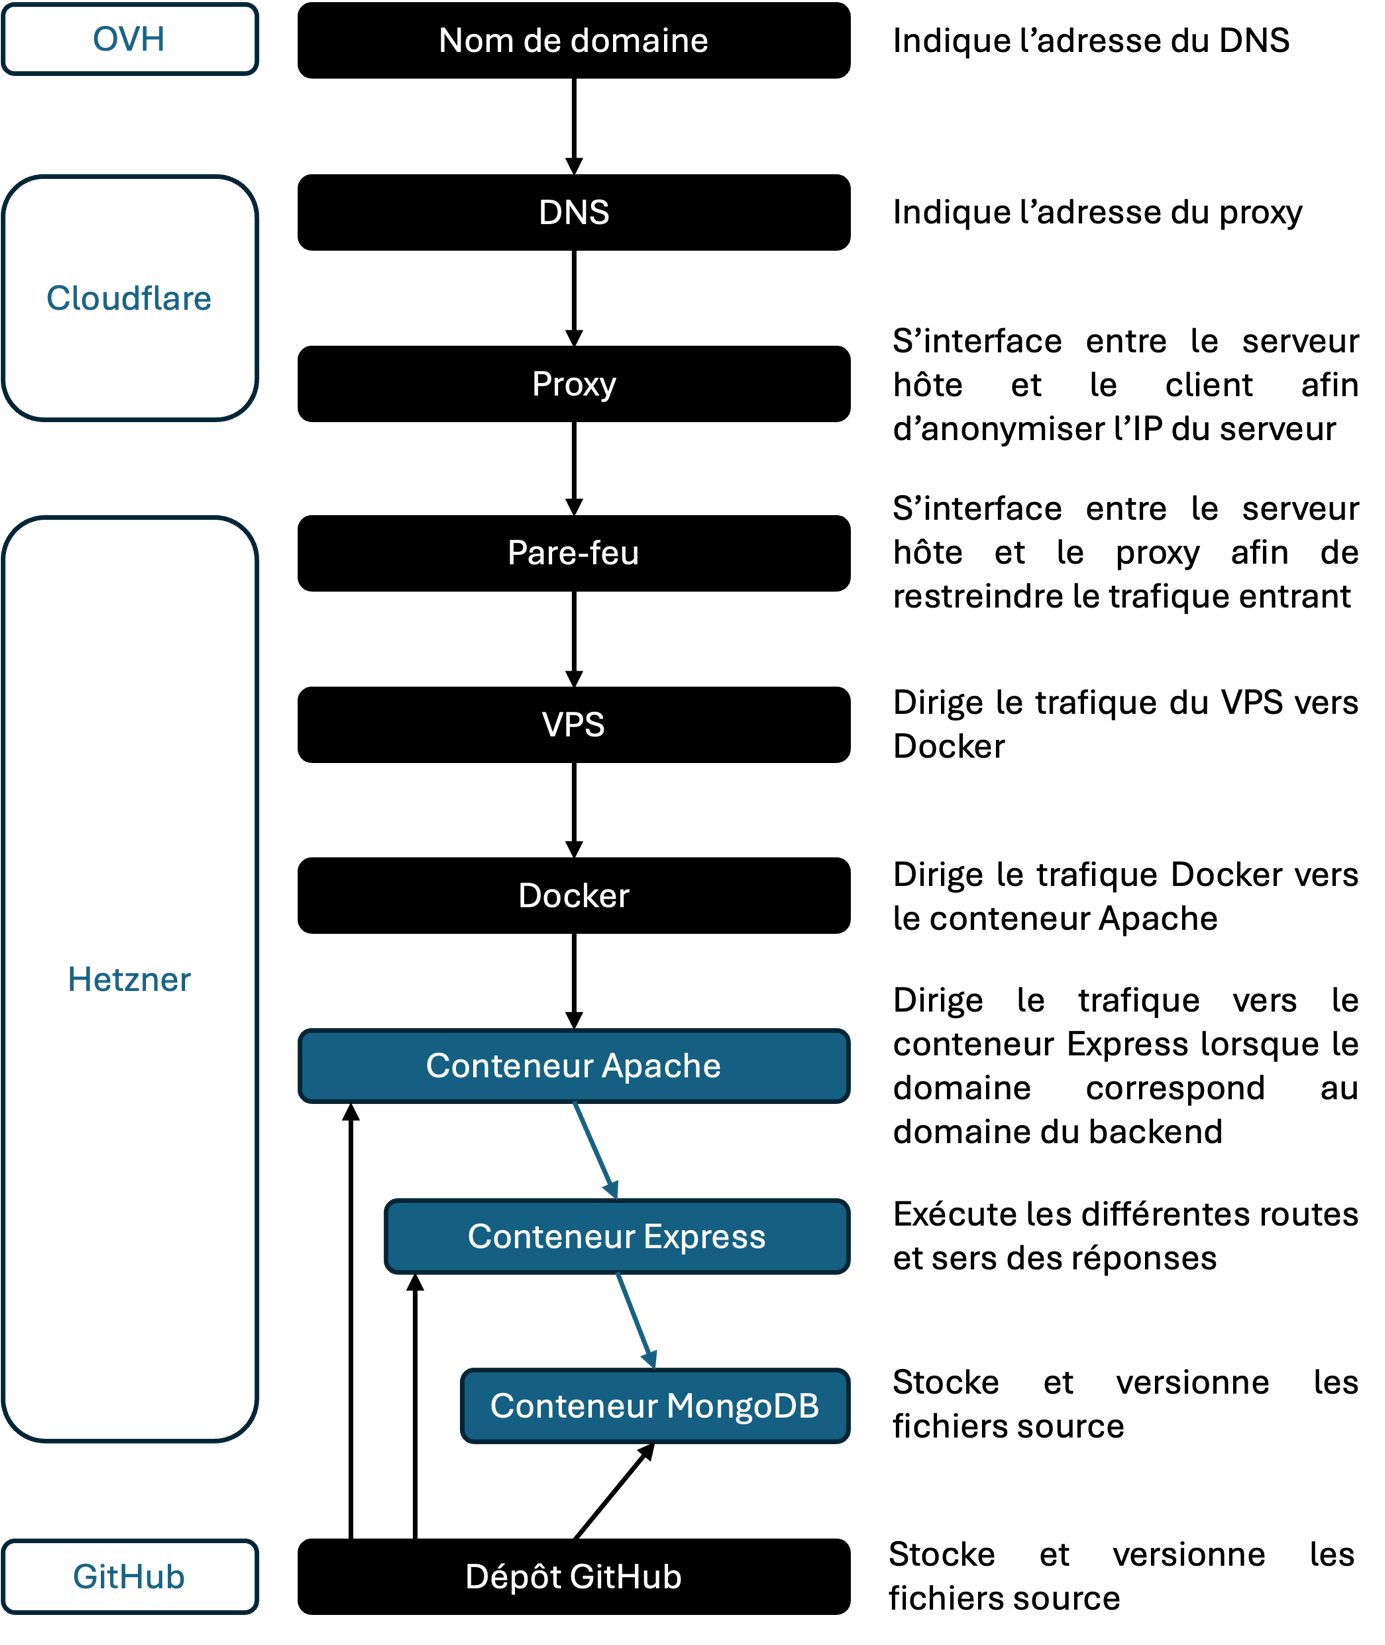 OVH
Nom de domaine
Indique l’adresse du DNS
Cloudflare
DNS
Indique l’adresse du proxy
Proxy
S’interface entre le serveur
hôte et le client afin
d’anonymiser l’IP du serveur
Hetzner
Pare-feu
S’interface entre le serveur
hôte et le proxy afin de
restreindre le trafique entrant
VPS
Dirige le trafique du VPS vers
Docker
Docker
Dirige le trafique Docker vers
le conteneur Apache
Conteneur Apache
Dirige le trafique vers le
conteneur Express lorsque le
domaine correspond au
domaine du backend
Conteneur Express
Exécute les différentes routes
et sers des réponses
Conteneur MongoDB
Stocke et versionne les
fichiers source
GitHub
Dépôt GitHub
Stocke et versionne les
fichiers source